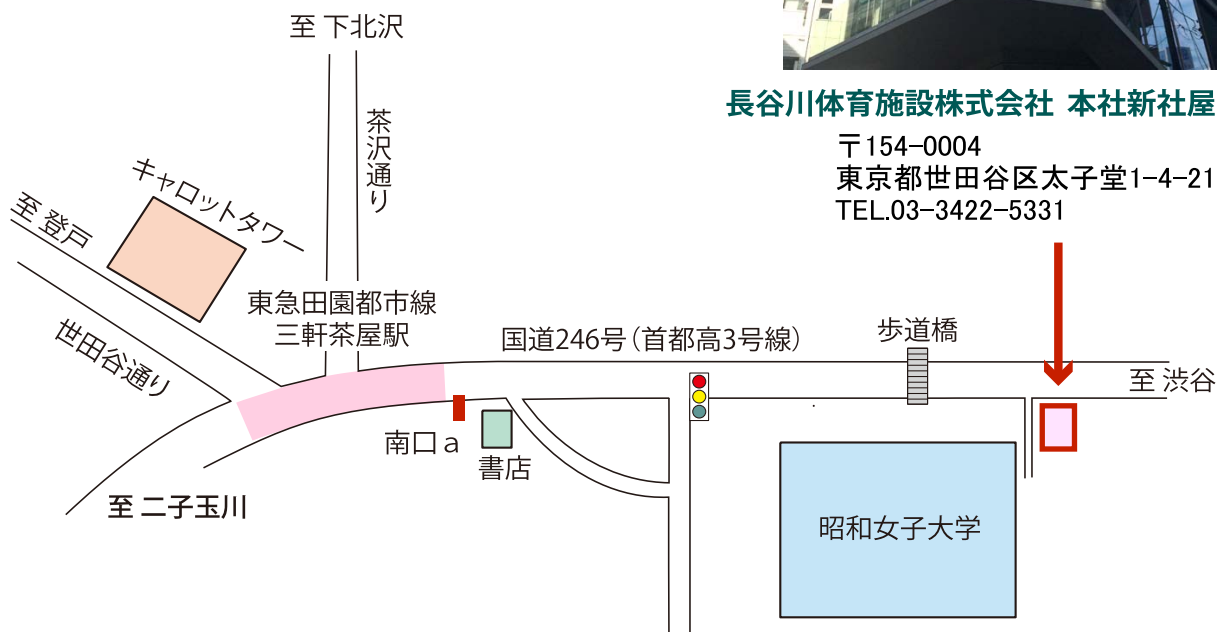 至 下北沢
長谷川体育施設株式会社 本社新社屋
〒154-0004
東京都世田谷区太子堂1-4-21
TEL.03-3422-5331
茶沢通り
キャロットタワー
至 登戸
世田谷通り
東急田園都市線
三軒茶屋駅
国道246号(首都高3号線)
歩道橋
至 渋谷
南口 a
書店
至 二子玉川
昭和女子大学